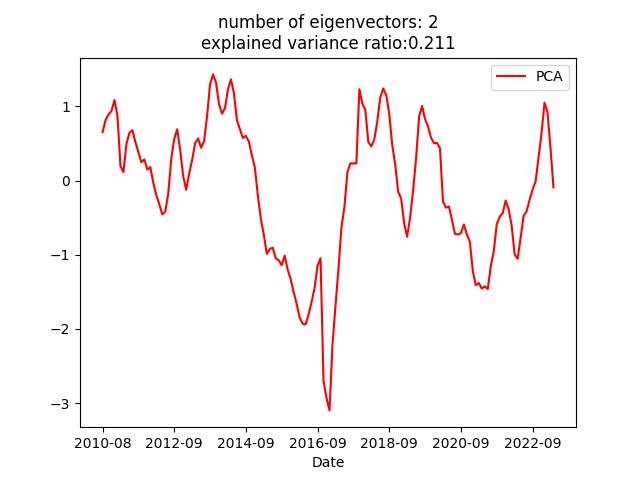 number of eigenvectors: 2
explained variance ratio:0.211
PCA
1
0
−1
−2
−3
2010-08 2012-09 2014-09 2016-09 2018-09 2020-09 2022-09
Date